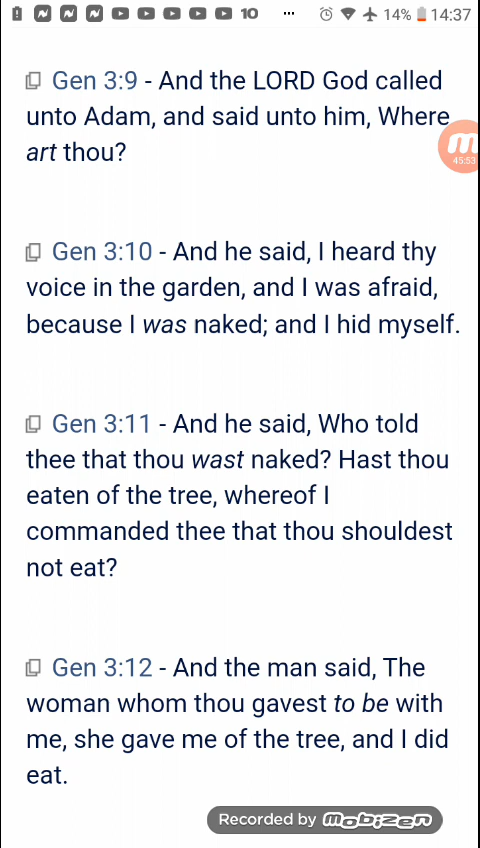 10 ... 14% 14:37
Gen 3:9 - And the LORD God called
unto Adam, and said unto him, Where
art thou?
m
45:53
Gen 3:10 - And he said, I heard thy
voice in the garden, and I was afraid,
because I was naked; and I hid myself.
Gen 3:11 - And he said, Who told
thee that thou wast naked? Hast thou
eaten of the tree, whereof I
commanded thee that thou shouldest
not eat?
Gen 3:12 - And the man said, The
woman whom thou gavest to be with
me, she gave me of the tree, and I did
eat.
Recorded by mobizen